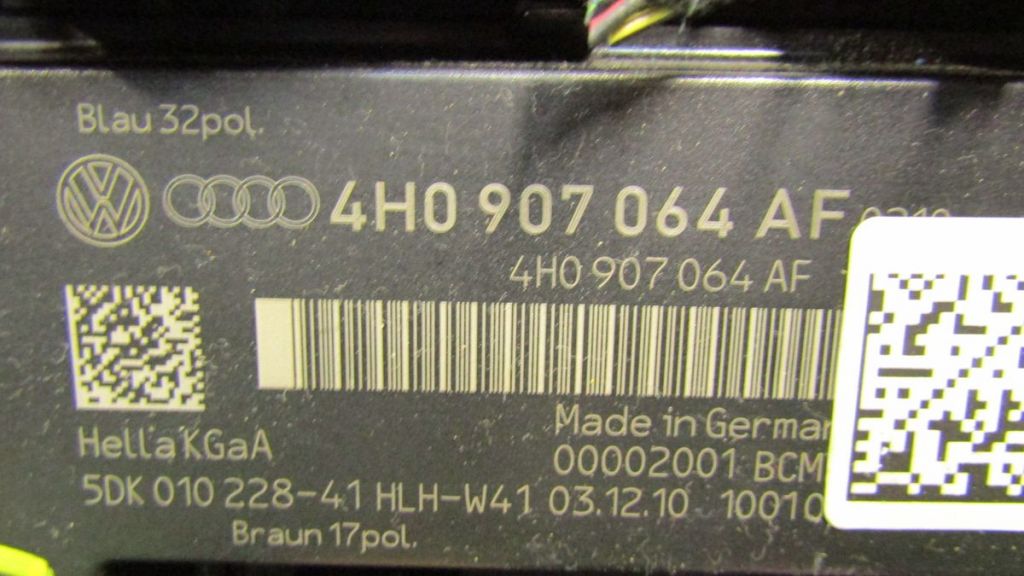 Blau 32pol.
4H0 907 064 AF
4H0 907 064 AF
Made in German
Hella KGaA
00002001 BCM
5DK 010 228-41 HLH-W41 03.12.10 10010
Braun 17pol.